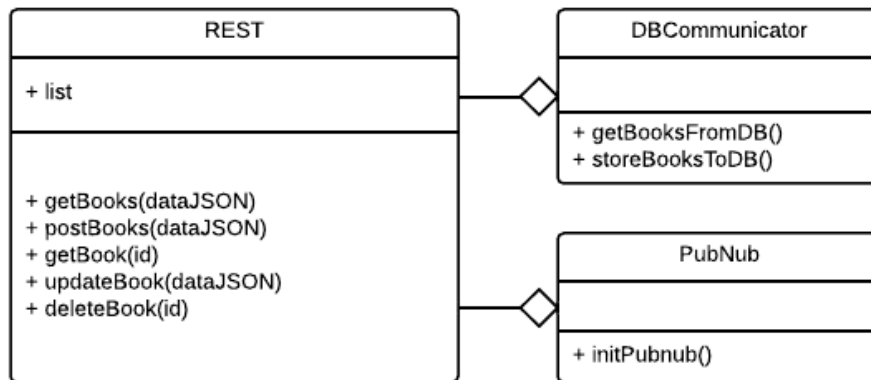 REST
+ list
+ getBooks(dataJSON)
+ postBooks(dataJSON)
+ getBook(id)
+ updateBook(dataJSON)
+ deleteBook(id)
DBCommunicator
+ getBooksFromDB()
+ storeBooksToDB()
PubNub
+ initPubnub()